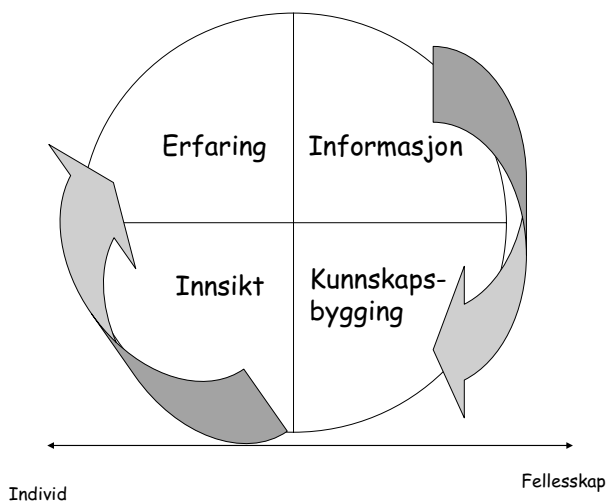 Erfaring
Informasjon
Innsikt
Kunnskaps-
bygging
Individ
Fellesskap